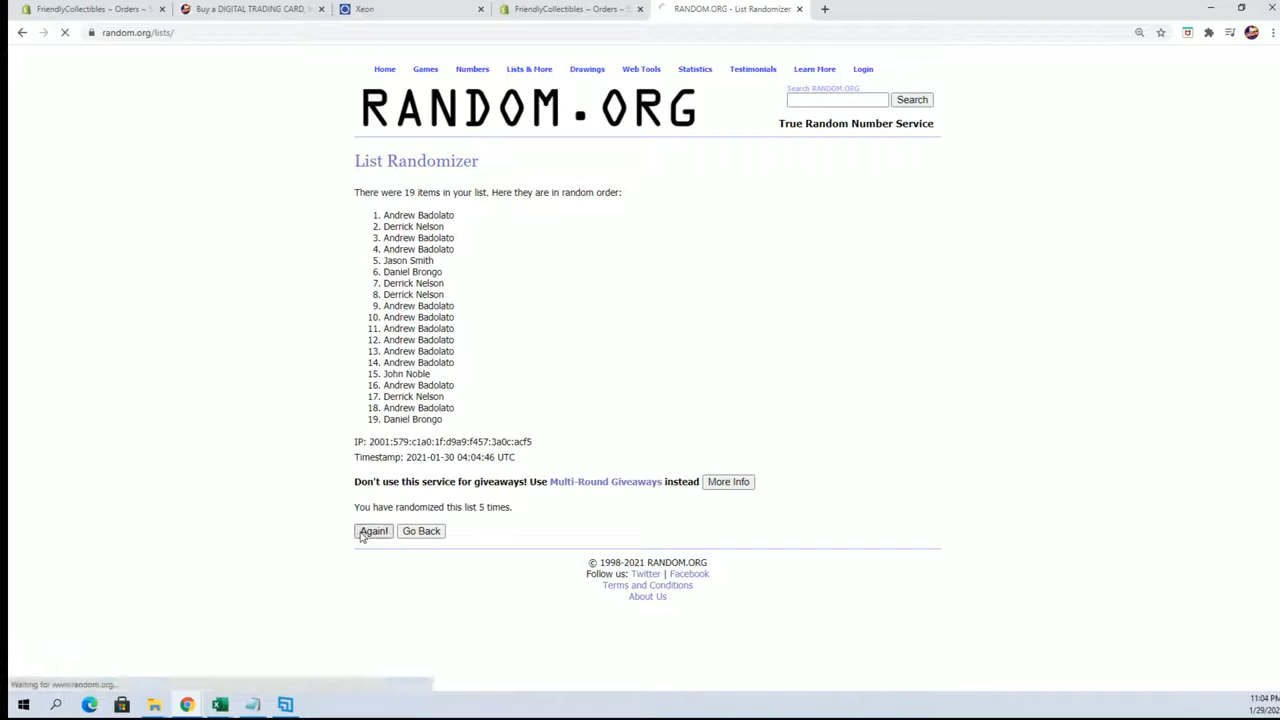 FriendlyCollectibles ~ Orders ~ S
Buy a DIGITAL TRADING CARD,
Xeon
FriendlyCollectibles ~ Orders ~ S
RANDOM.ORG - List Randomizer
random.org/lists/
Home Games Numbers Lists & More Drawings Web Tools Statistics Testimonials Learn More Login
RANDOM.ORG
Search RANDOM.ORG
Search
True Random Number Service
List Randomizer
There were 19 items in your list. Here they are in random order:
1. Andrew Badolato
2. Derrick Nelson
3. Andrew Badolato
4. Andrew Badolato
5. Jason Smith
6. Daniel Brongo
7. Derrick Nelson
8. Derrick Nelson
9. Andrew Badolato
10. Andrew Badolato
11. Andrew Badolato
12. Andrew Badolato
13. Andrew Badolato
14. Andrew Badolato
15. John Noble
16. Andrew Badolato
17. Derrick Nelson
18. Andrew Badolato
19. Daniel Brongo
IP: 2001:579:c1a0:1f:d9a9:f457:3a0c:acf5
Timestamp: 2021-01-30 04:04:46 UTC
Don't use this service for giveaways! Use Multi-Round Giveaways instead More Info
You have randomized this list 5 times.
Again! Go Back
© 1998-2021 RANDOM.ORG
Follow us: Twitter | Facebook
Terms and Conditions
About Us
Waiting for www.random.org...
11:04 PM
1/29/202